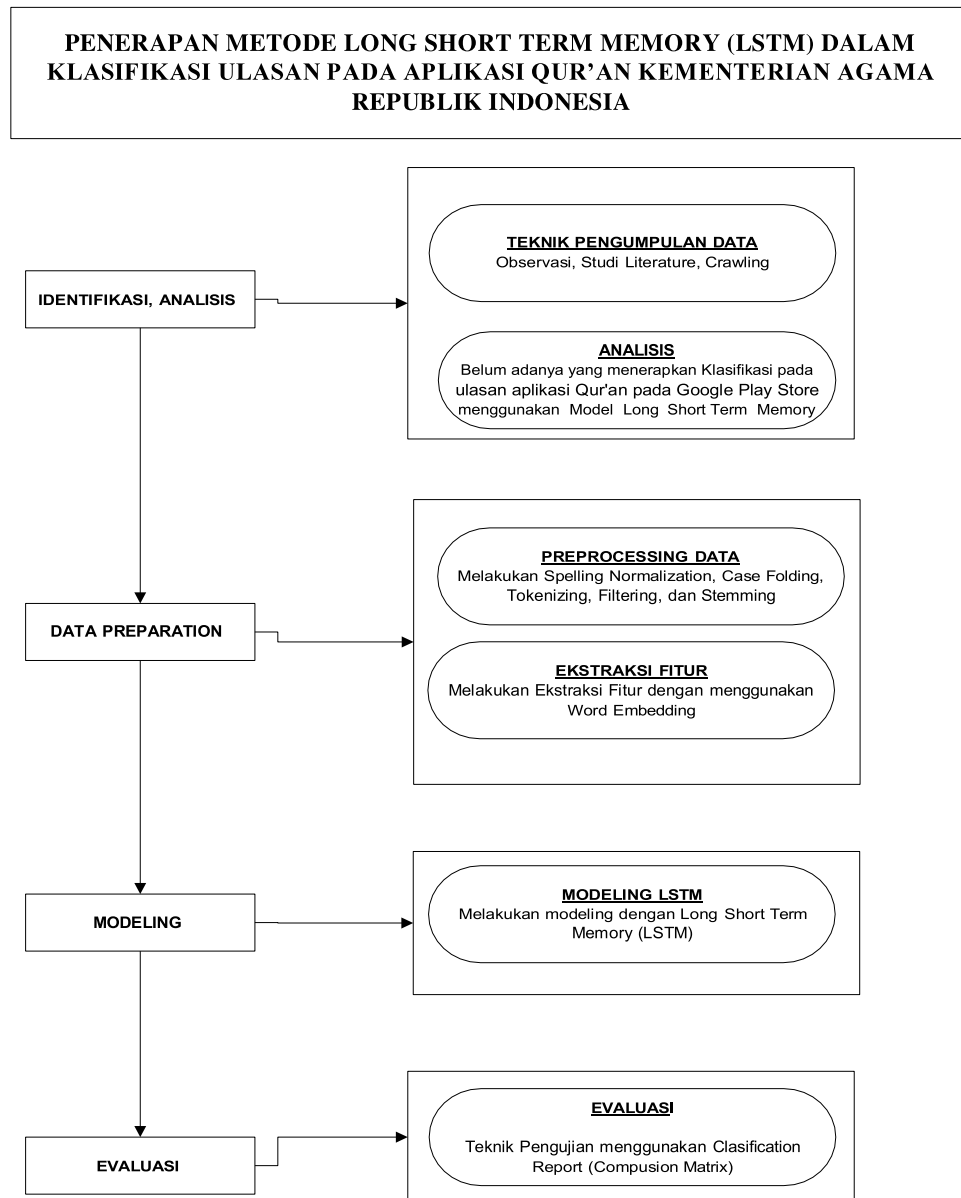 PENERAPAN METODE LONG SHORT TERM MEMORY (LSTM) DALAM
KLASIFIKASI ULASAN PADA APLIKASI QUR’AN KEMENTERIAN AGAMA
REPUBLIK INDONESIA
IDENTIFIKASI, ANALISIS
TEKNIK PENGUMPULAN DATA
Observasi, Studi Literature, Crawling
ANALISIS
Belum adanya yang menerapkan Klasifikasi pada
ulasan aplikasi Qur'an pada Google Play Store
menggunakan Model Long Short Term Memory
DATA PREPARATION
PREPROCESSING DATA
Melakukan Spelling Normalization, Case Folding,
Tokenizing, Filtering, dan Stemming
EKSTRAKSI FITUR
Melakukan Ekstraksi Fitur dengan menggunakan
Word Embedding
MODELING
MODELING LSTM
Melakukan modeling dengan Long Short Term
Memory (LSTM)
EVALUASI
EVALUASI
Teknik Pengujian menggunakan Clasification
Report (Compusion Matrix)